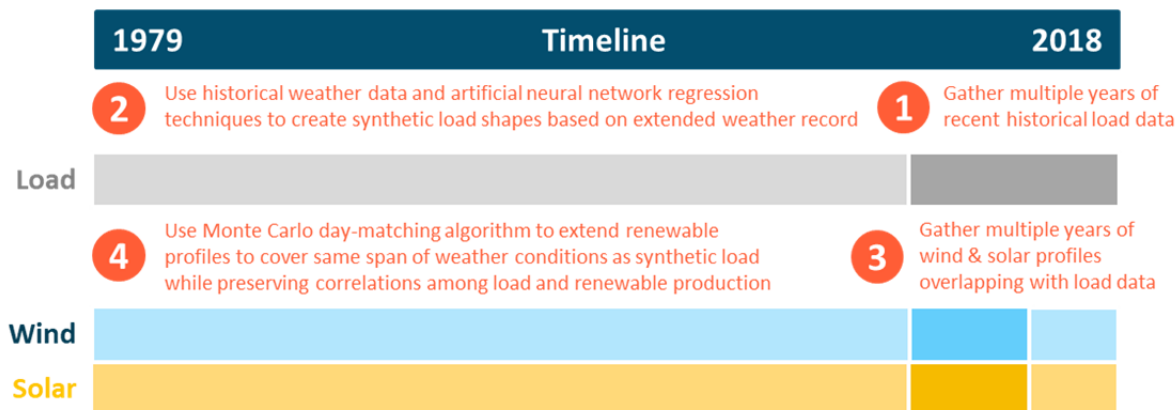 1979 Timeline 2018
2 Use historical weather data and artificial neural network regression
techniques to create synthetic load shapes based on extended weather record
1 Gather multiple years of
recent historical load data
Load
4 Use Monte Carlo day-matching algorithm to extend renewable
profiles to cover same span of weather conditions as synthetic load
while preserving correlations among load and renewable production
3 Gather multiple years of
wind & solar profiles
overlapping with load data
Wind
Solar